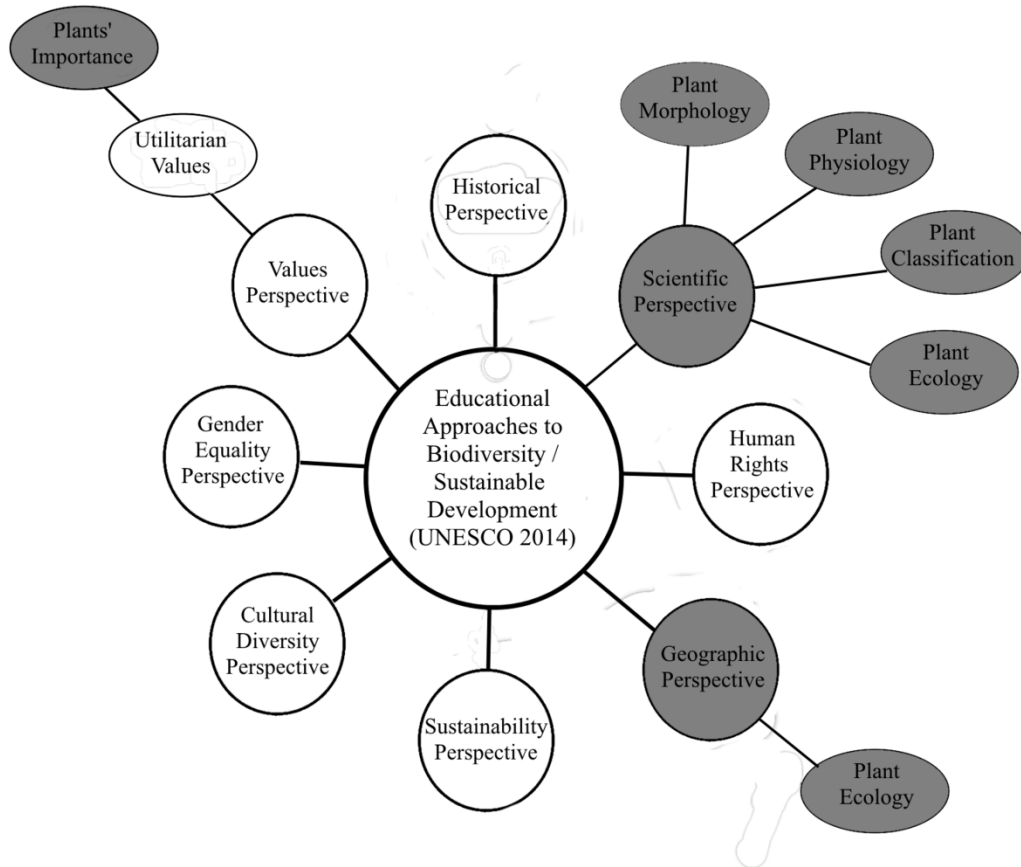 Plants'
Importance
Utilitarian
Values
Values
Perspective
Historical
Perspective
Plant
Morphology
Plant
Physiology
Plant
Classification
Plant
Ecology
Scientific
Perspective
Gender
Equality
Perspective
Educational
Approaches to
Biodiversity /
Sustainable
Development
(UNESCO 2014)
Human
Rights
Perspective
Cultural
Diversity
Perspective
Sustainability
Perspective
Geographic
Perspective
Plant
Ecology